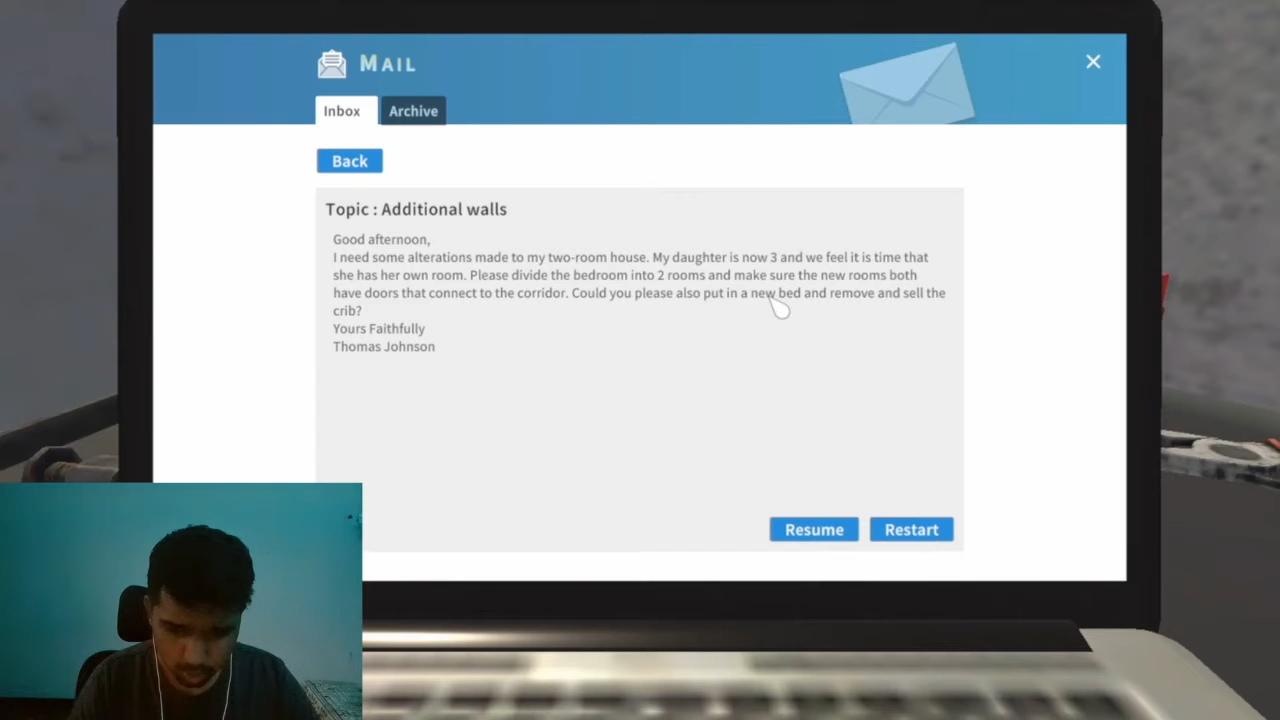 MAIL
Inbox
Archive
Back
Topic : Additional walls
Good afternoon,
I need some alterations made to my two-room house. My daughter is now 3 and we feel it is time that
she has her own room. Please divide the bedroom into 2 rooms and make sure the new rooms both
have doors that connect to the corridor. Could you please also put in a new bed and remove and sell the
crib?
Yours Faithfully
Thomas Johnson
Resume
Restart